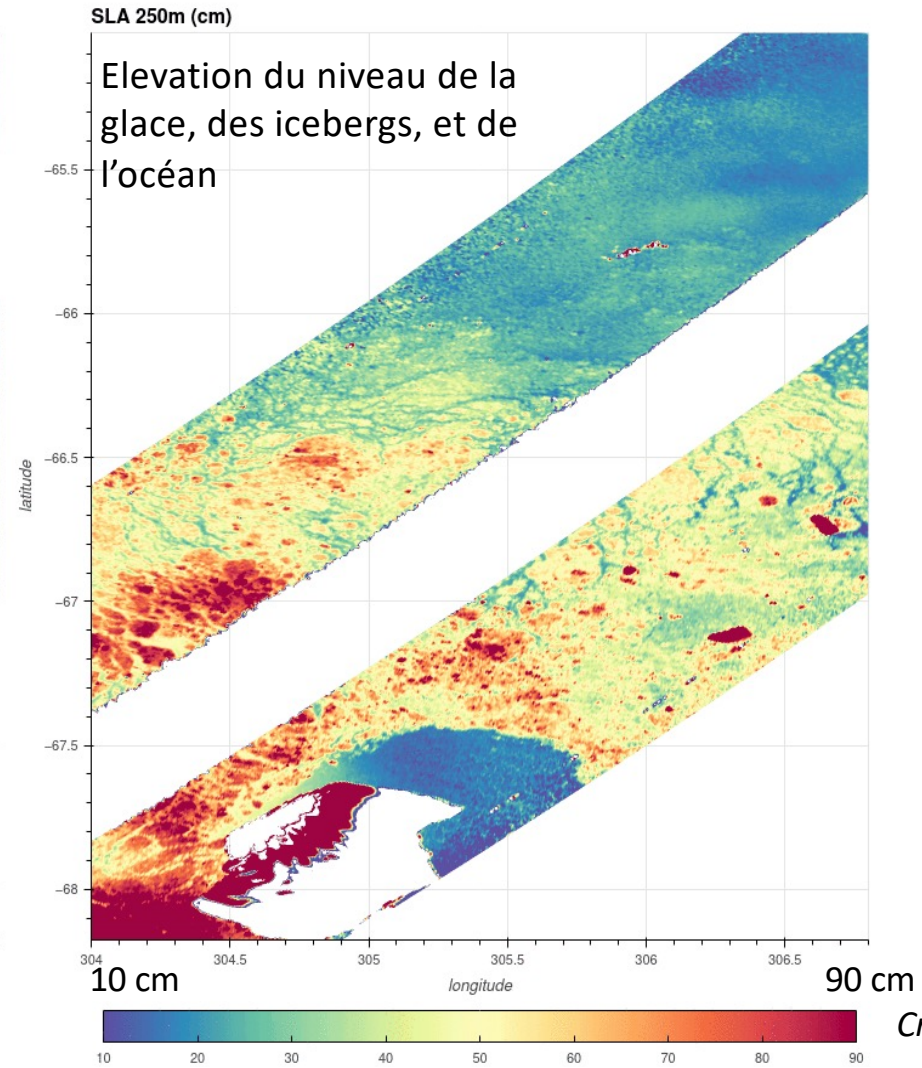 SLA 250m (cm)
Elevation du niveau de la
glace, des icebergs, et de
l’océan
−65.5
−66
−66.5
latitude
−67
−67.5
−68
304 304.5 305 305.5 306 306.5
10 cm longitude 90 cm
10 20 30 40 50 60 70 80 90